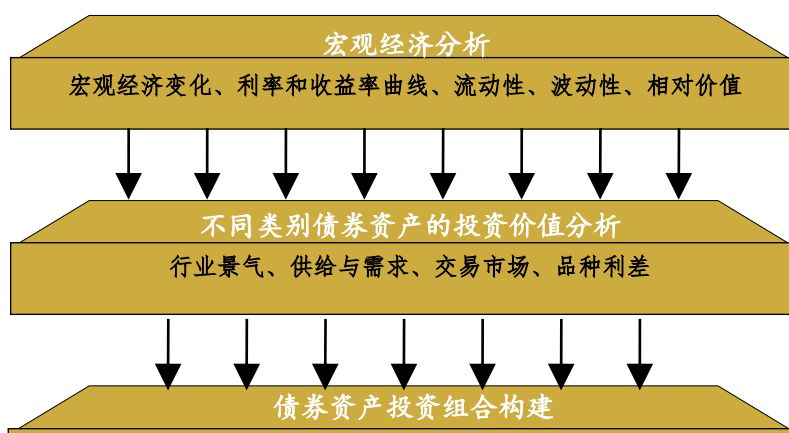 宏观经济分析
宏观经济变化、利率和收益率曲线、流动性、波动性、相对价值
不同类别债券资产的投资价值分析
行业景气、供给与需求、交易市场、品种利差
债券资产投资组合构建